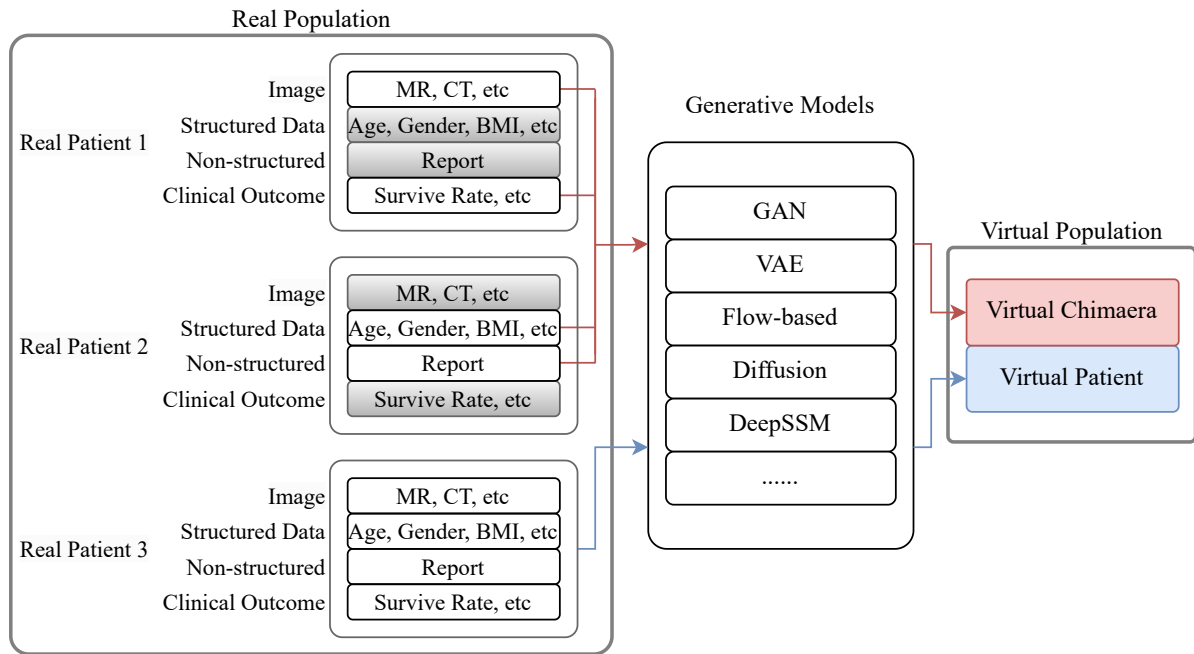 Real Population
Real Patient 1
Image
MR, CT, etc
Structured Data
Age, Gender, BMI, etc
Non-structured
Report
Clinical Outcome
Survive Rate, etc
Real Patient 2
Image
MR, CT, etc
Structured Data
Age, Gender, BMI, etc
Non-structured
Report
Clinical Outcome
Survive Rate, etc
Real Patient 3
Image
MR, CT, etc
Structured Data
Age, Gender, BMI, etc
Non-structured
Report
Clinical Outcome
Survive Rate, etc
Generative Models
GAN
VAE
Flow-based
Diffusion
DeepSSM
......
Virtual Population
Virtual Chimaera
Virtual Patient